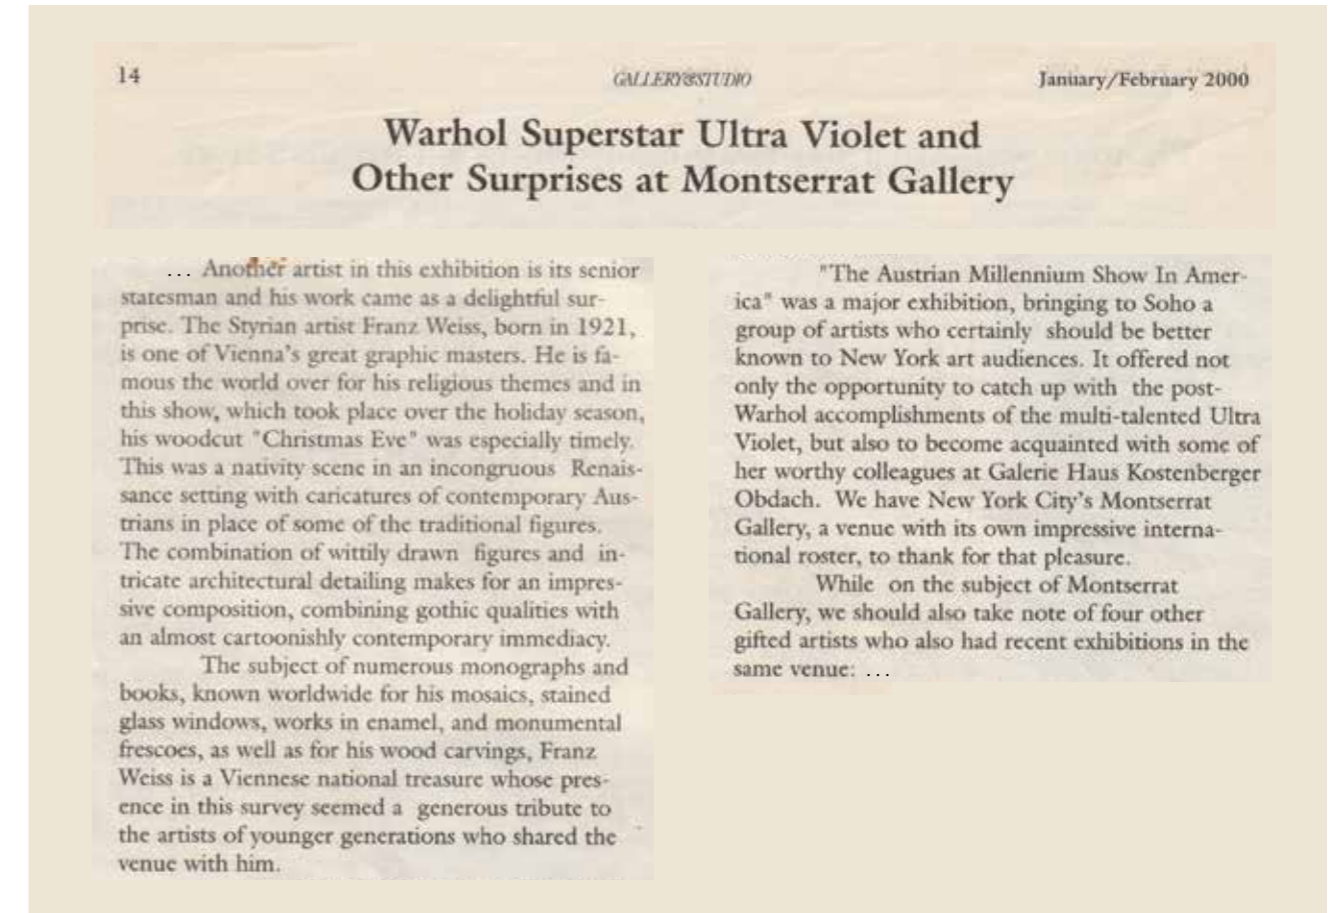 14
GALLERY&STUDIO
January/February 2000
Warhol Superstar Ultra Violet and
Other Surprises at Montserrat Gallery
... Another artist in this exhibition is its senior
statesman and his work came as a delightful sur-
prise. The Styrian artist Franz Weiss, born in 1921,
is one of Vienna's great graphic masters. He is fa-
mous the world over for his religious themes and in
this show, which took place over the holiday season,
his woodcut "Christmas Eve" was especially timely.
This was a nativity scene in an incongruous Renais-
sance setting with caricatures of contemporary Aus-
trians in place of some of the traditional figures.
The combination of wittily drawn figures and in-
tricate architectural detailing makes for an impres-
sive composition, combining gothic qualities with
an almost cartoonishly contemporary immediacy.
The subject of numerous monographs and
books, known worldwide for his mosaics, stained
glass windows, works in enamel, and monumental
frescoes, as well as for his wood carvings, Franz
Weiss is a Viennese national treasure whose pres-
ence in this survey seemed a generous tribute to
the artists of younger generations who shared the
venue with him.
"The Austrian Millennium Show In Amer-
ica" was a major exhibition, bringing to Soho a
group of artists who certainly should be better
known to New York art audiences. It offered not
only the opportunity to catch up with the post-
Warhol accomplishments of the multi-talented Ultra
Violet, but also to become acquainted with some of
her worthy colleagues at Galerie Haus Kostenberger
Obdach. We have New York City's Montserrat
Gallery, a venue with its own impressive interna-
tional roster, to thank for that pleasure.
While on the subject of Montserrat
Gallery, we should also take note of four other
gifted artists who also had recent exhibitions in the
same venue: ...